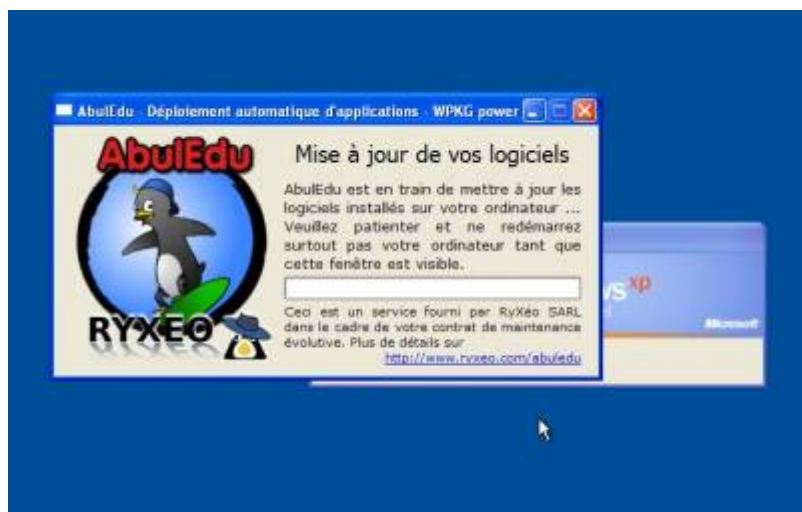 AbulEdu - Déploiement automatique d'applications - WPKG power
AbulEdu
RYXEO
Mise à jour de vos logiciels
AbulEdu est en train de mettre à jour les
logiciels installés sur votre ordinateur ...
Veuillez patienter et ne redémarrez
surtout pas votre ordinateur tant que
cette fenêtre est visible.
Ceci est un service fourni par RyXéo SARL
dans le cadre de votre contrat de maintenance
évolutive. Plus de détails sur
http://www.ryxeo.com/abuledu
xp
Microsoft